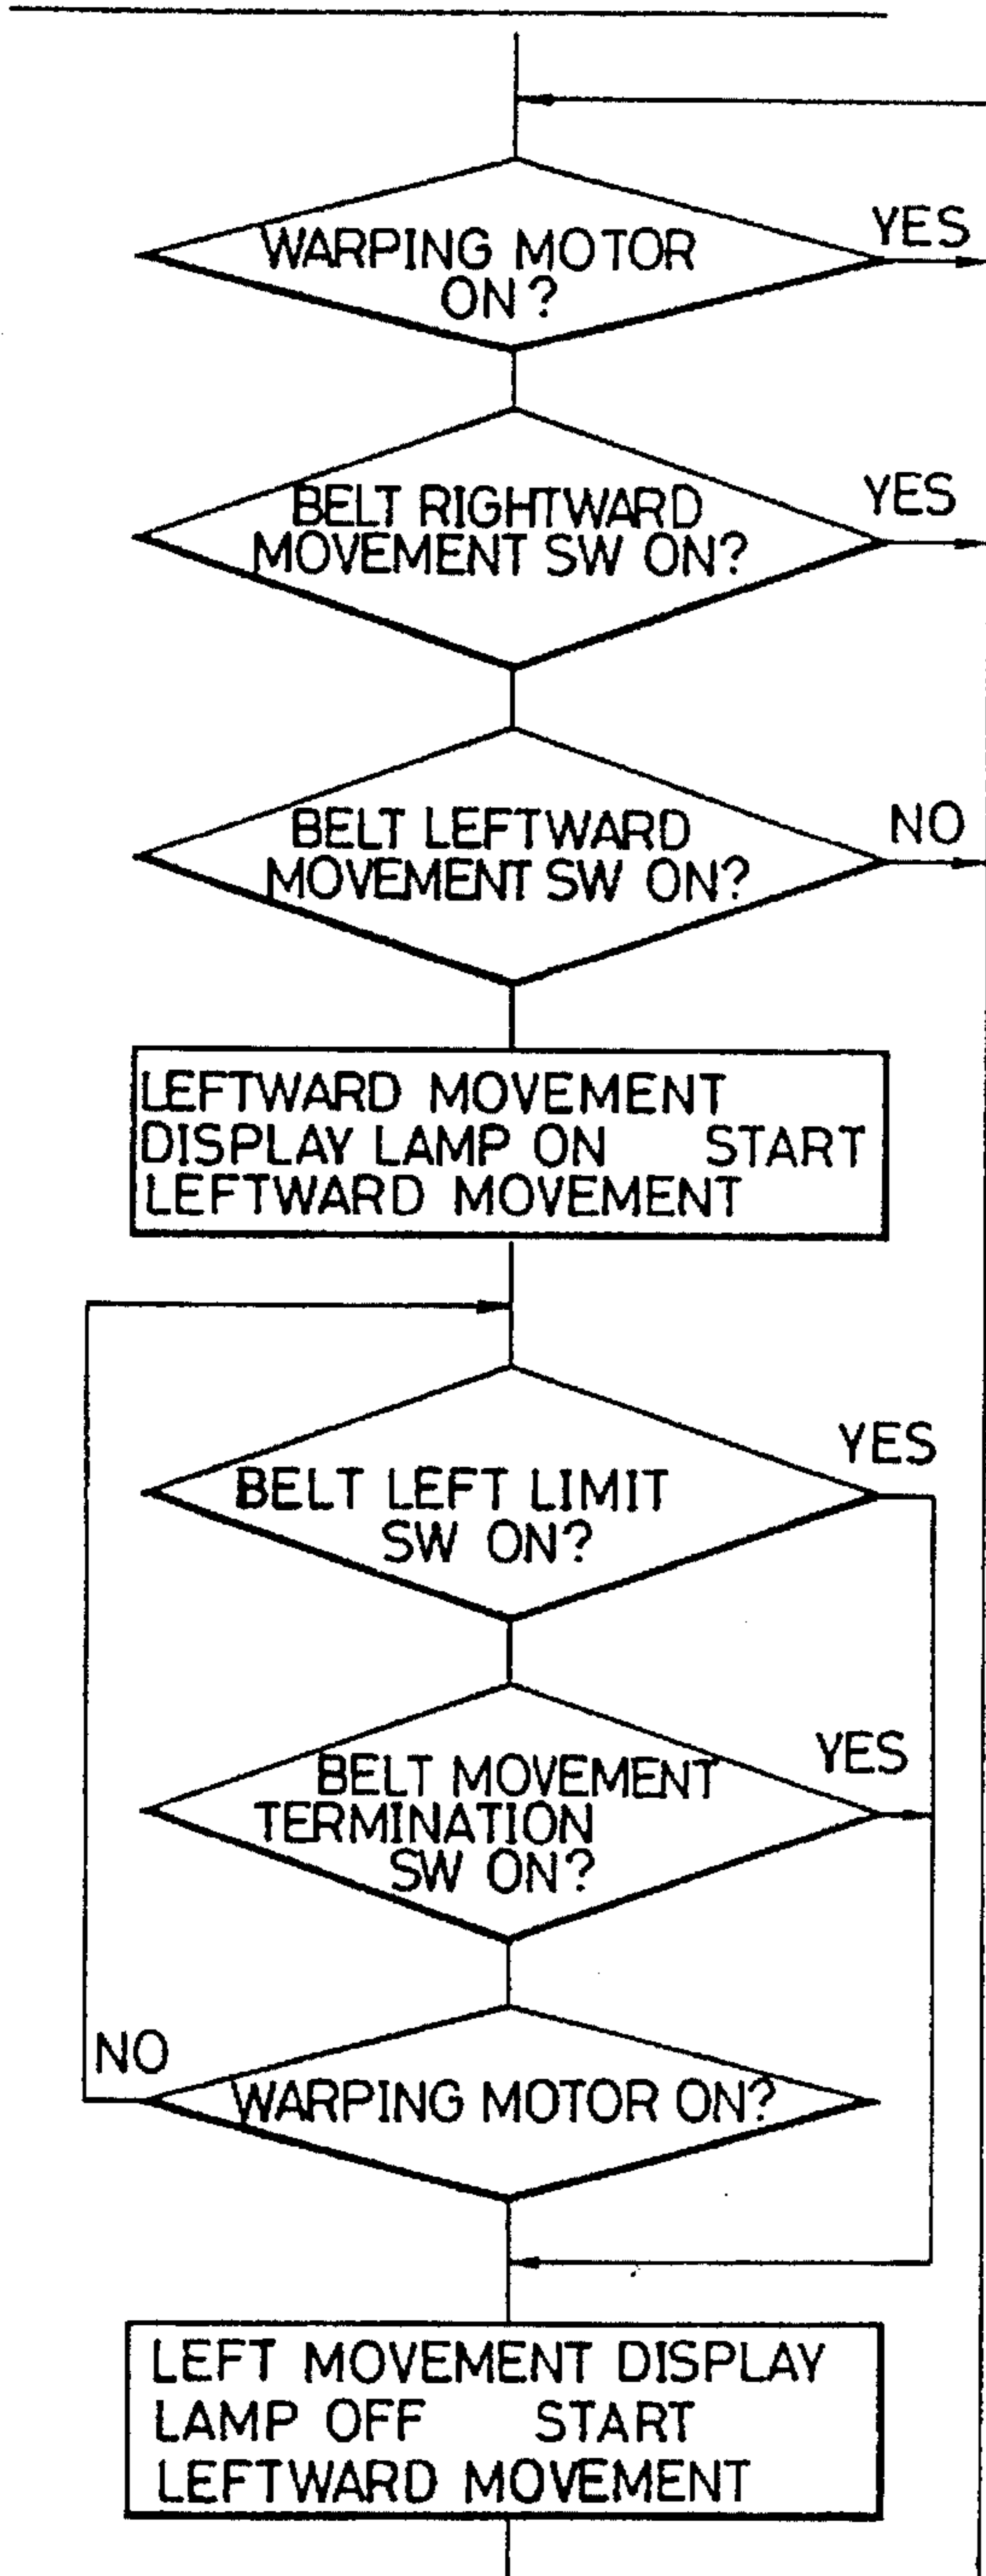 WARPING MOTOR
ON?
YES
BELT RIGHTWARD
MOVEMENT SW ON?
YES
BELT LEFTWARD
MOVEMENT SW ON?
NO
LEFTWARD MOVEMENT
DISPLAY LAMP ON START
LEFTWARD MOVEMENT
BELT LEFT LIMIT
SW ON?
YES
BELT MOVEMENT
TERMINATION
SW ON?
YES
NO
WARPING MOTOR ON?
LEFT MOVEMENT DISPLAY
LAMP OFF START
LEFTWARD MOVEMENT